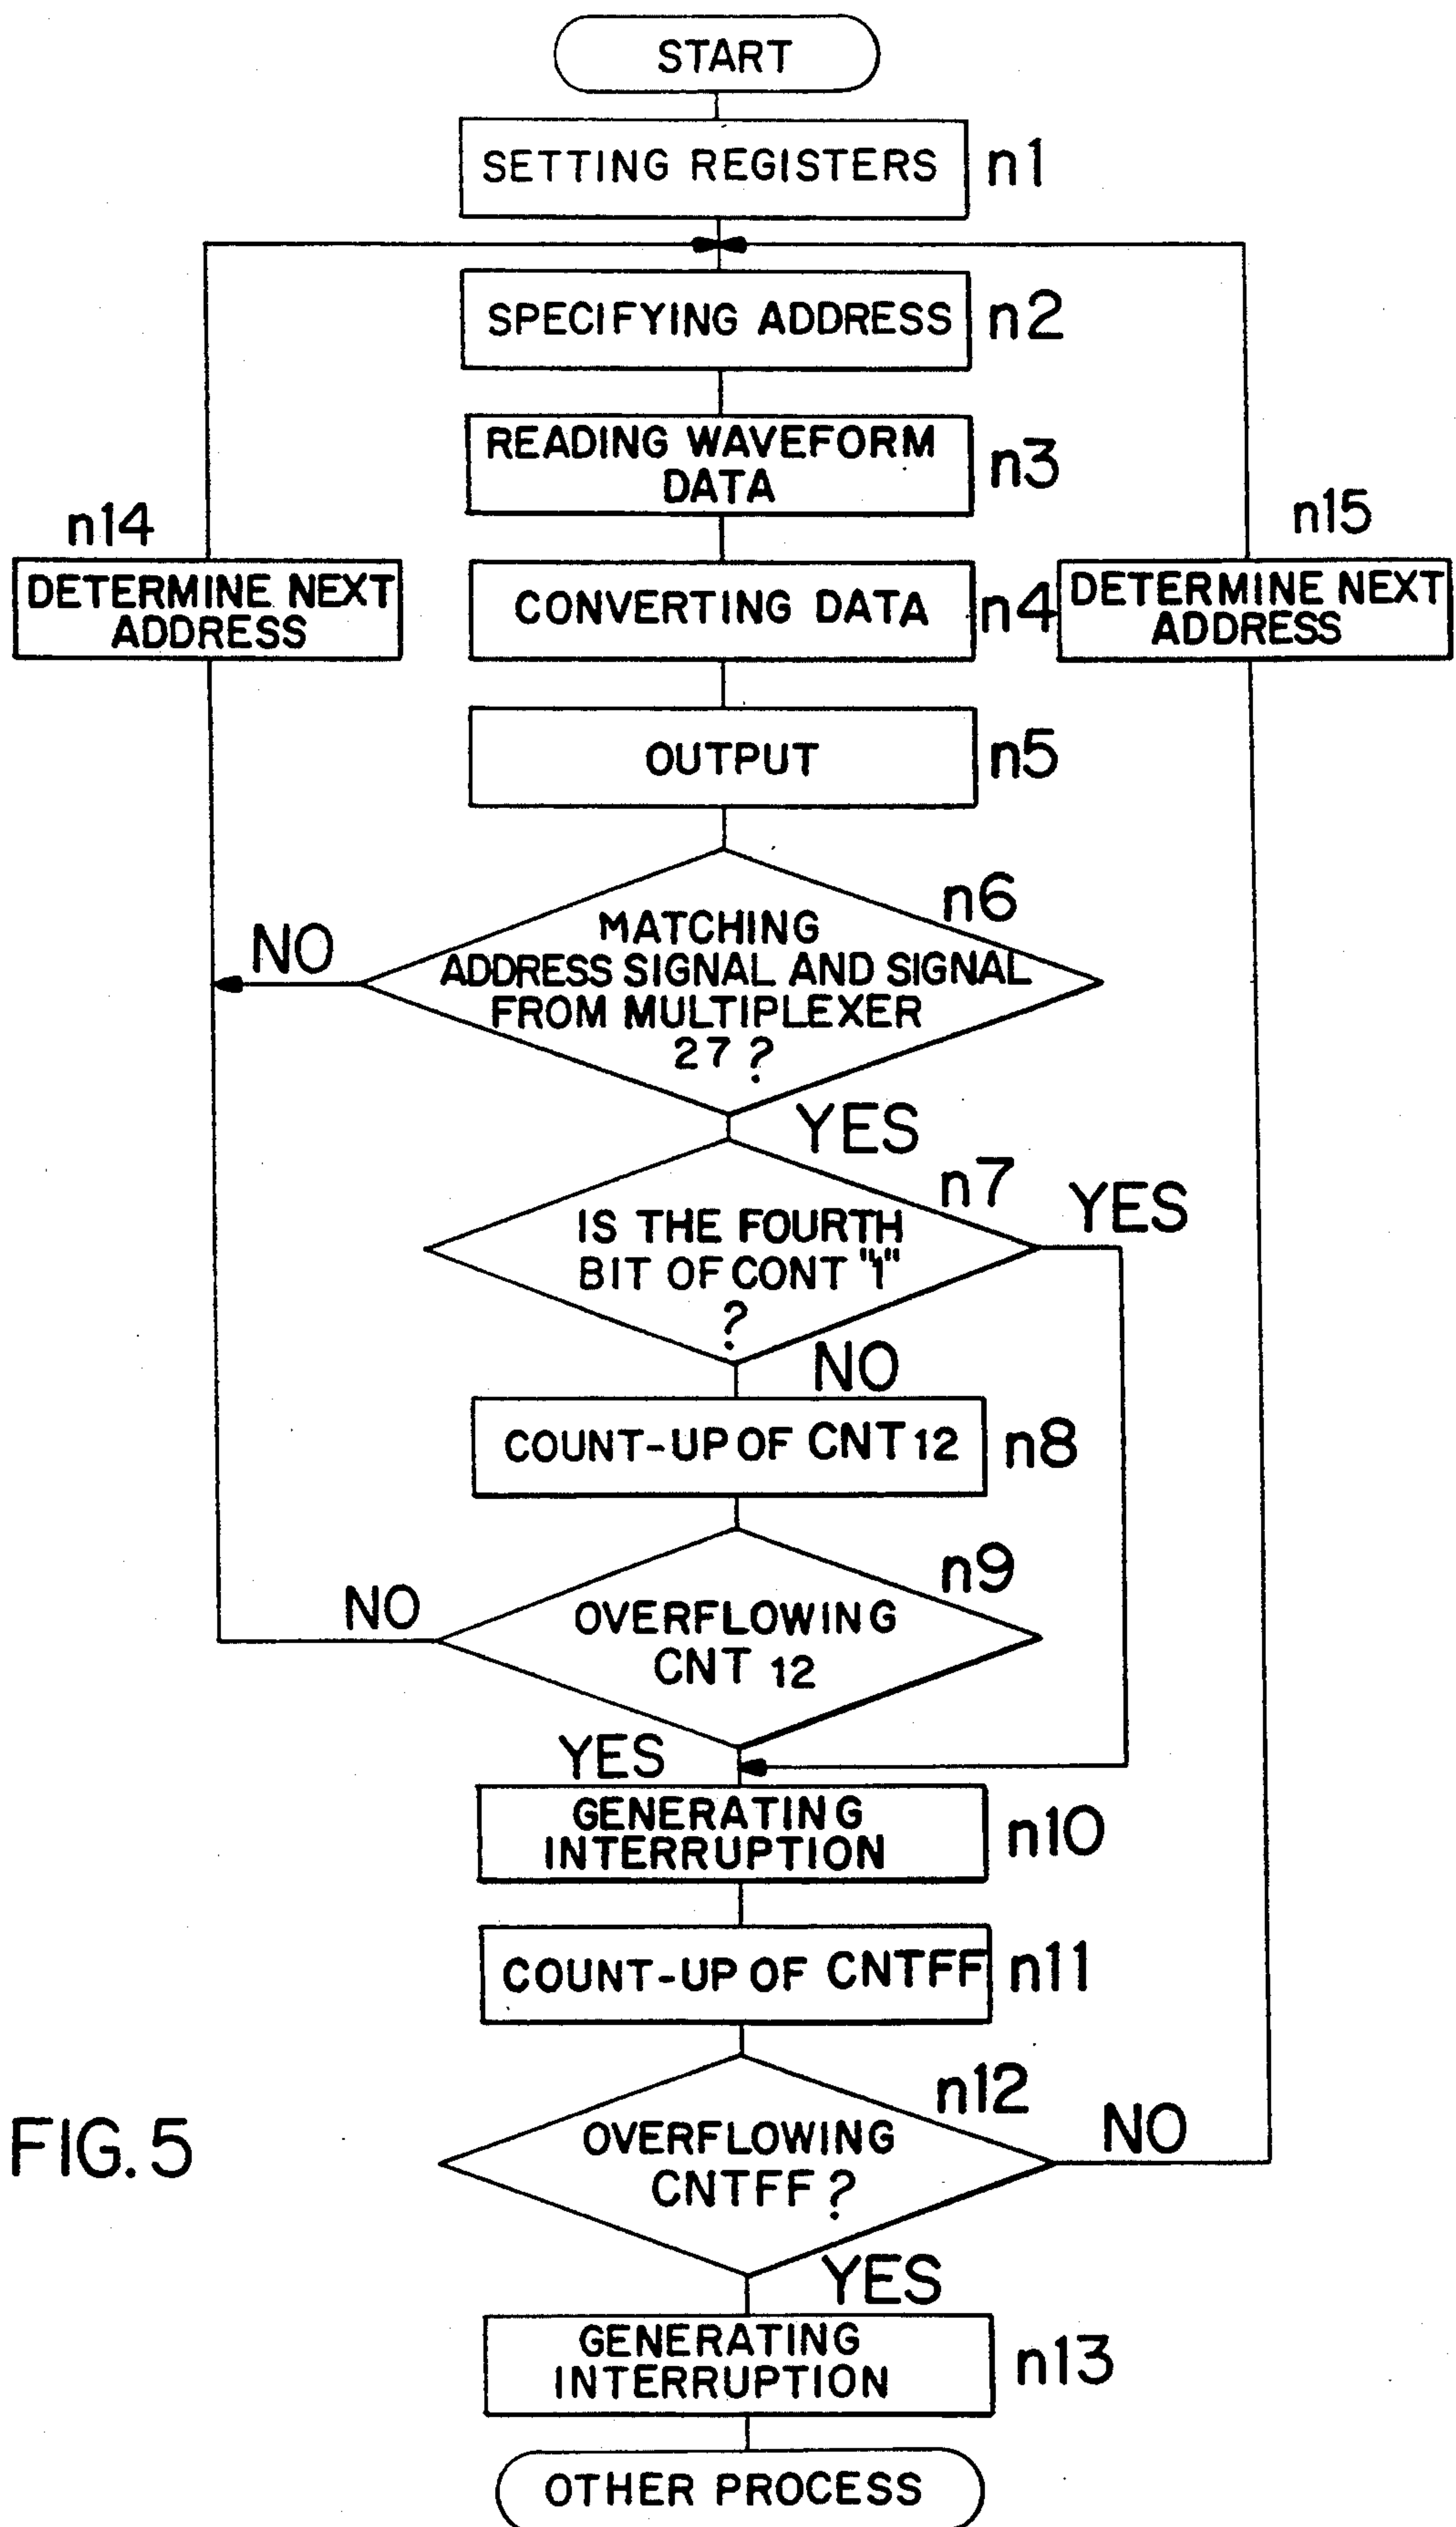 START
SETTING REGISTERS n1
SPECIFYING ADDRESS n2
READING WAVEFORM
DATA
n3
n14
DETERMINE NEXT
ADDRESS
CONVERTING DATA n4
n15
DETERMINE NEXT
ADDRESS
OUTPUT n5
n6
MATCHING
ADDRESS SIGNAL AND SIGNAL
FROM MULTIPLEXER
27 ?
NO
YES
n7
IS THE FOURTH
BIT OF CONT "1"
?
YES
NO
COUNT-UP OF CNT 12 n8
n9
OVERFLOWING
CNT 12
NO
YES
GENERATING
INTERRUPTION
n10
COUNT-UP OF CNTFF n11
n12
OVERFLOWING
CNTFF ?
NO
YES
FIG. 5
GENERATING
INTERRUPTION
n13
OTHER PROCESS